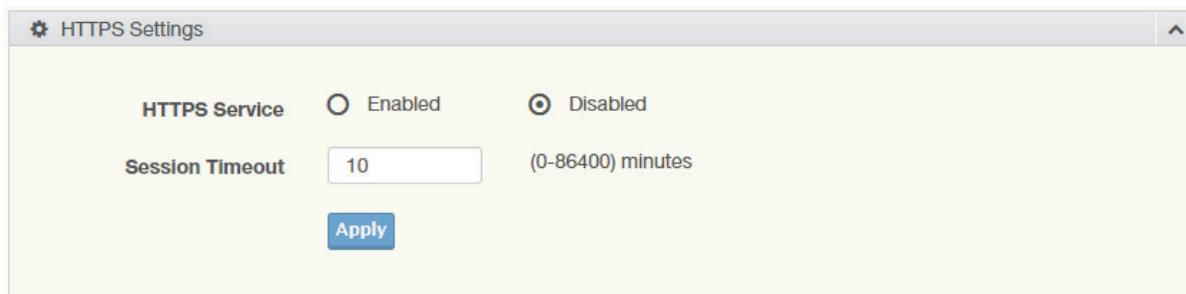 HTTPS Settings
HTTPS Service Enabled Disabled
Session Timeout 10 (0-86400) minutes
Apply